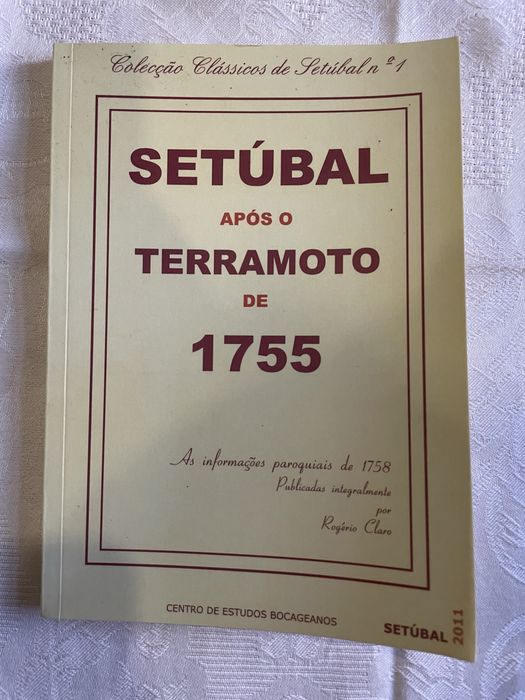 Colecção Clássicos de Setúbal nº 1
SETÚBAL
APÓS O
TERRAMOTO
DE
1755
As informações paroquiais de 1758
Publicadas integralmente
por
Rogério Claro
CENTRO DE ESTUDOS BOCAGEANOS
SETÚBAL 2011